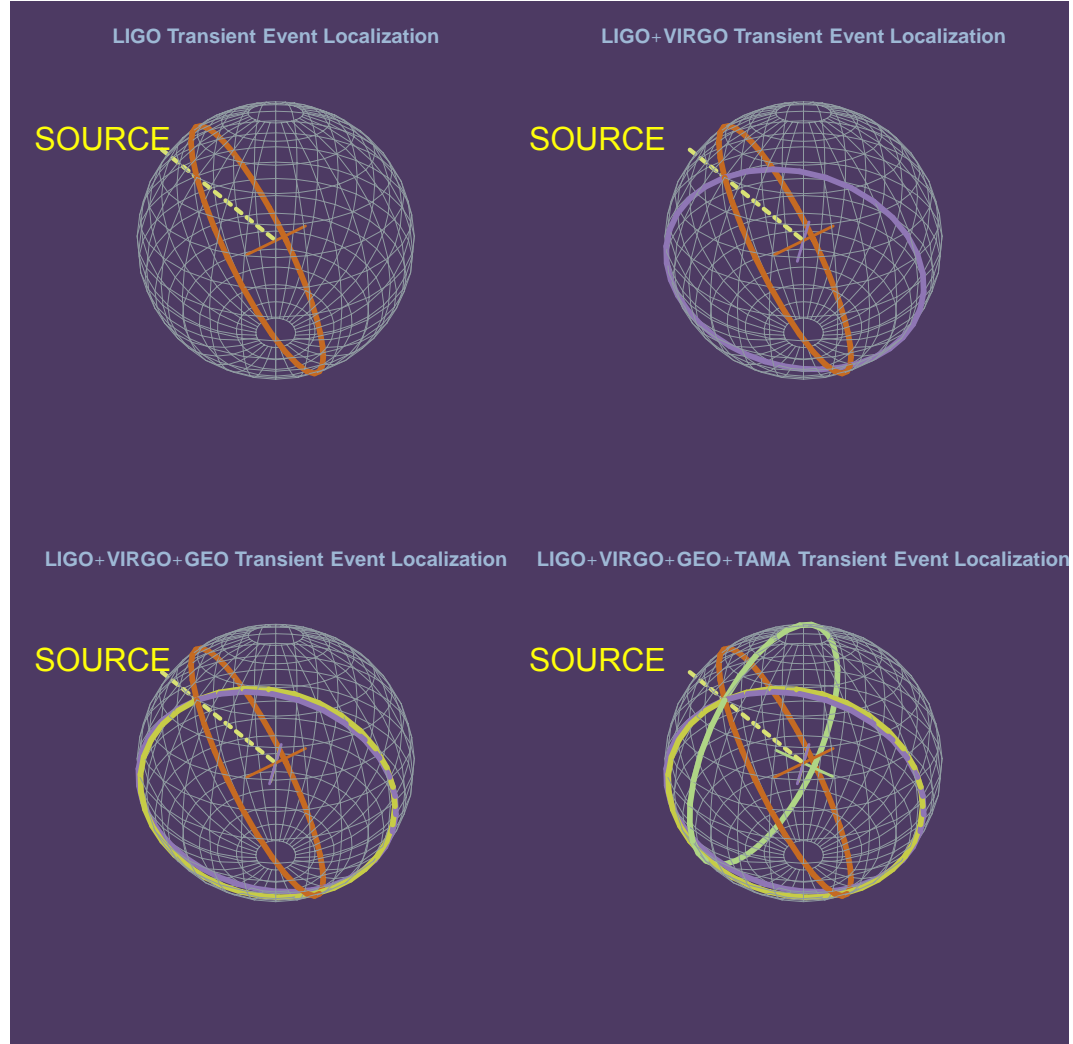 LIGO Transient Event Localization
LIGO+VIRGO Transient Event Localization
SOURCE
SOURCE
LIGO+VIRGO+GEO Transient Event Localization
LIGO+VIRGO+GEO+TAMA Transient Event Localization
SOURCE
SOURCE